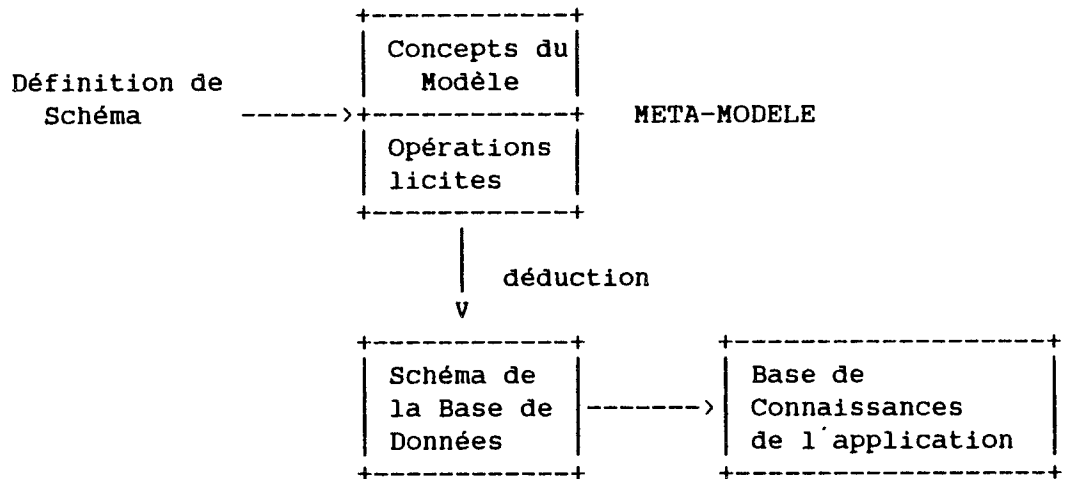 Concepts du
Modèle
Définition de
Schéma
META-MODELE
Opérations
licites
déduction
Schéma de
la Base de
Données
Base de
Connaissances
de l'application